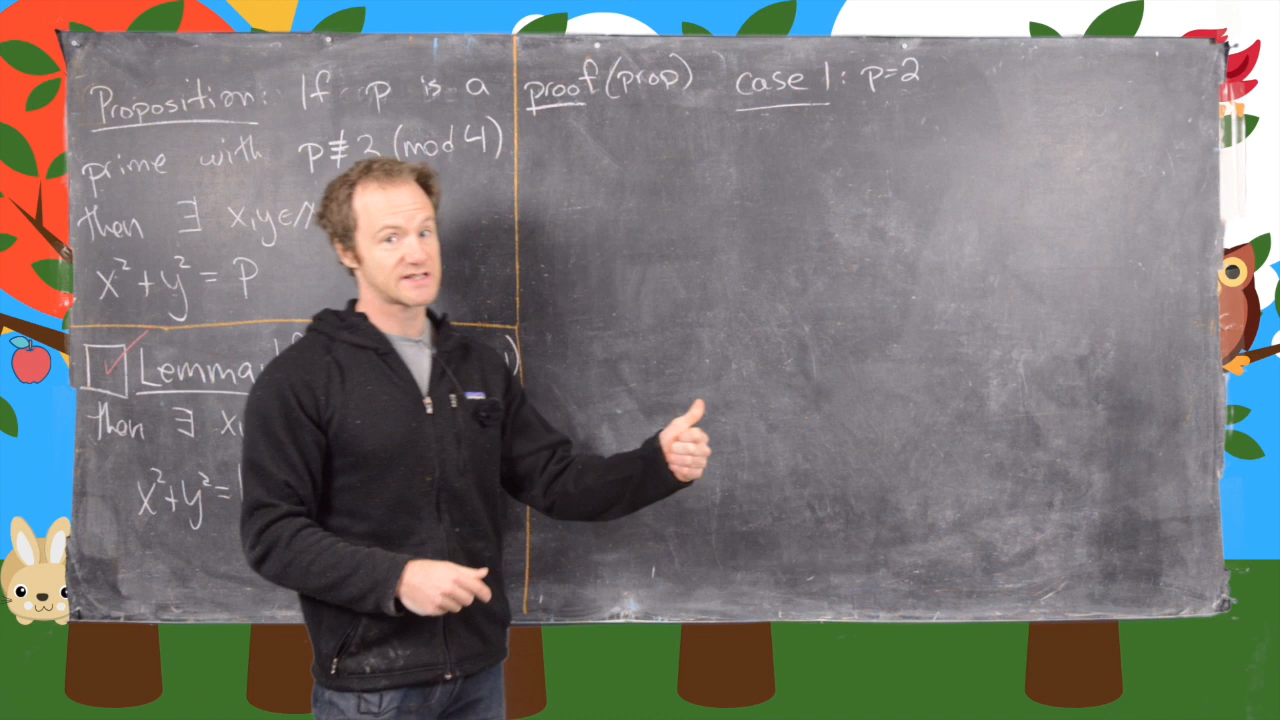 Proposition: If p is a
prime with p≢2 (mod 4)
then ∃ x,y∈
x²+y² = P
Lemma
then ∃ x,
x²+y²=
proof (prop) case 1: p=2